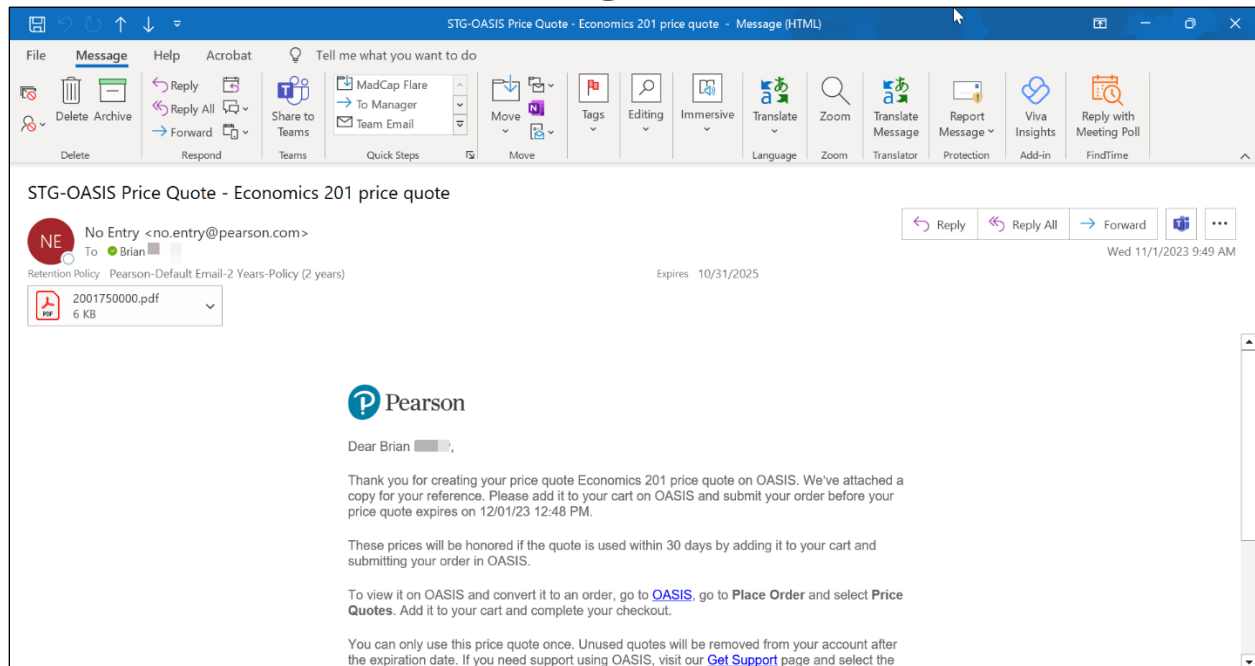 STG-OASIS Price Quote - Economics 201 price quote - Message (HTML)
File Message Help Acrobat Tell me what you want to do
Delete Archive
Reply
Reply All
Forward
Share to Teams
MadCap Flare
To Manager
Team Email
Move
Tags
Editing
Immersive
Translate
Zoom
Translate Message
Report Message
Viva Insights
Reply with Meeting Poll
Delete Respond Teams Quick Steps Move Language Zoom Translator Protection Add-in FindTime
STG-OASIS Price Quote - Economics 201 price quote
NE
No Entry <no.entry@pearson.com>
To Brian
Reply Reply All Forward
Wed 11/1/2023 9:49 AM
Retention Policy Pearson-Default Email-2 Years-Policy (2 years) Expires 10/31/2025
PDF
2001750000.pdf
6 KB
Pearson
Dear Brian ,
Thank you for creating your price quote Economics 201 price quote on OASIS. We've attached a
copy for your reference. Please add it to your cart on OASIS and submit your order before your
price quote expires on 12/01/23 12:48 PM.
These prices will be honored if the quote is used within 30 days by adding it to your cart and
submitting your order in OASIS.
To view it on OASIS and convert it to an order, go to OASIS, go to Place Order and select Price
Quotes. Add it to your cart and complete your checkout.
You can only use this price quote once. Unused quotes will be removed from your account after
the expiration date. If you need support using OASIS, visit our Get Support page and select the